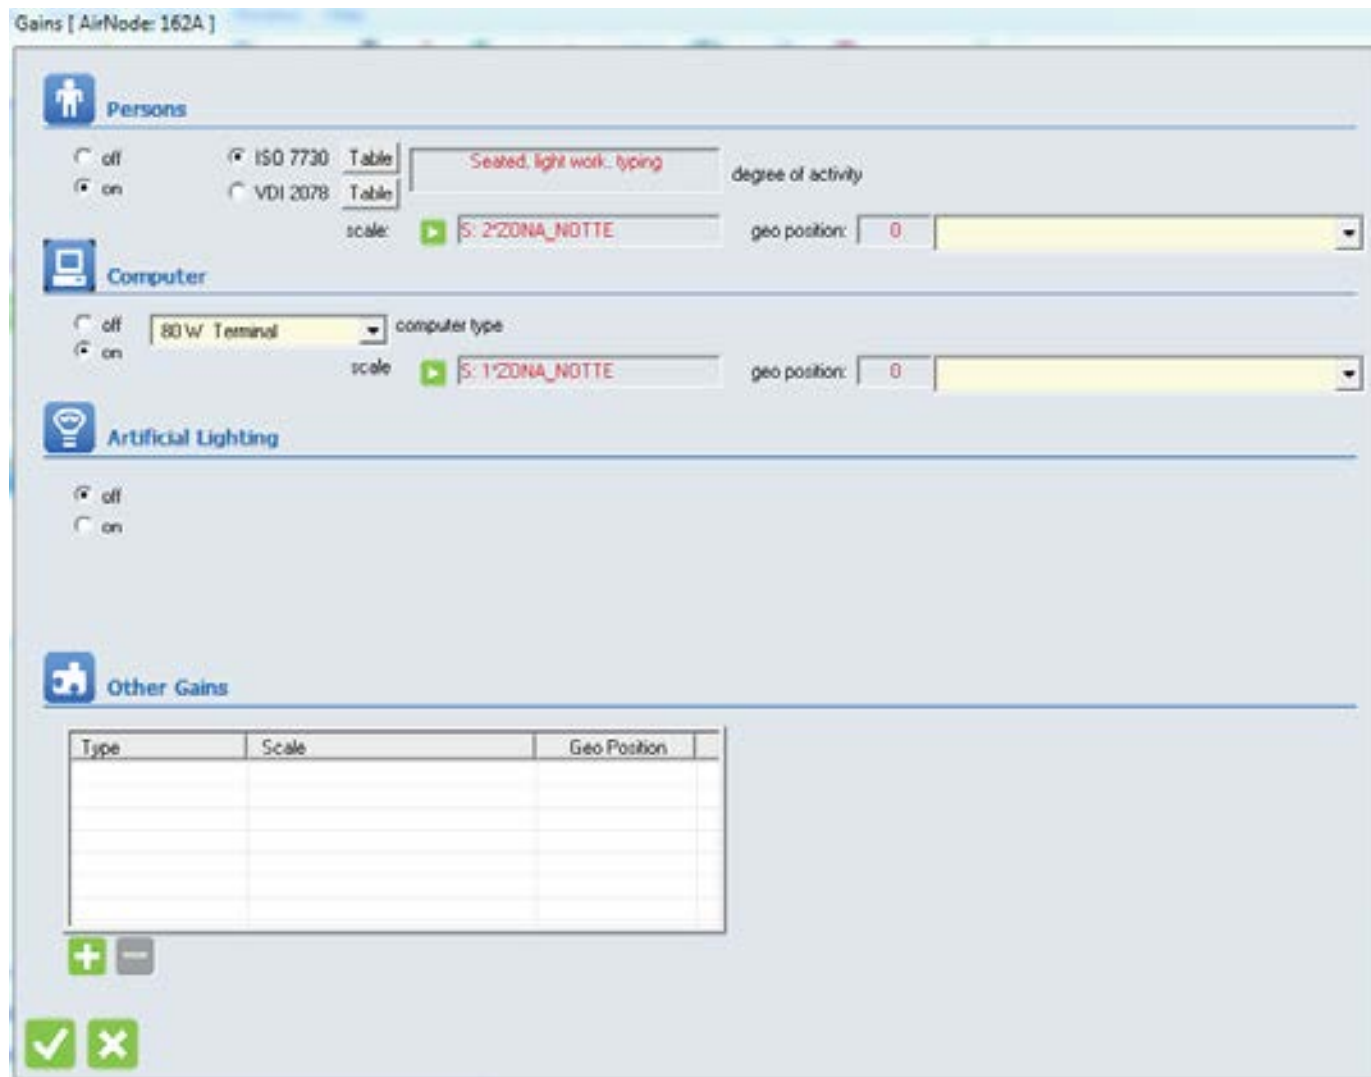 Gains [ AirNode: 162A ]
Persons
off
ISO 7730 Table Seated, light work.. typing degree of activity
on
VDI 2078 Table
scale: S: 2*ZONA_NOTTE geo position: 0
Computer
off 80 W Terminal computer type
on
scale S: 1*ZONA_NOTTE geo position: 0
Artificial Lighting
off
on
Other Gains
Type Scale Geo Position